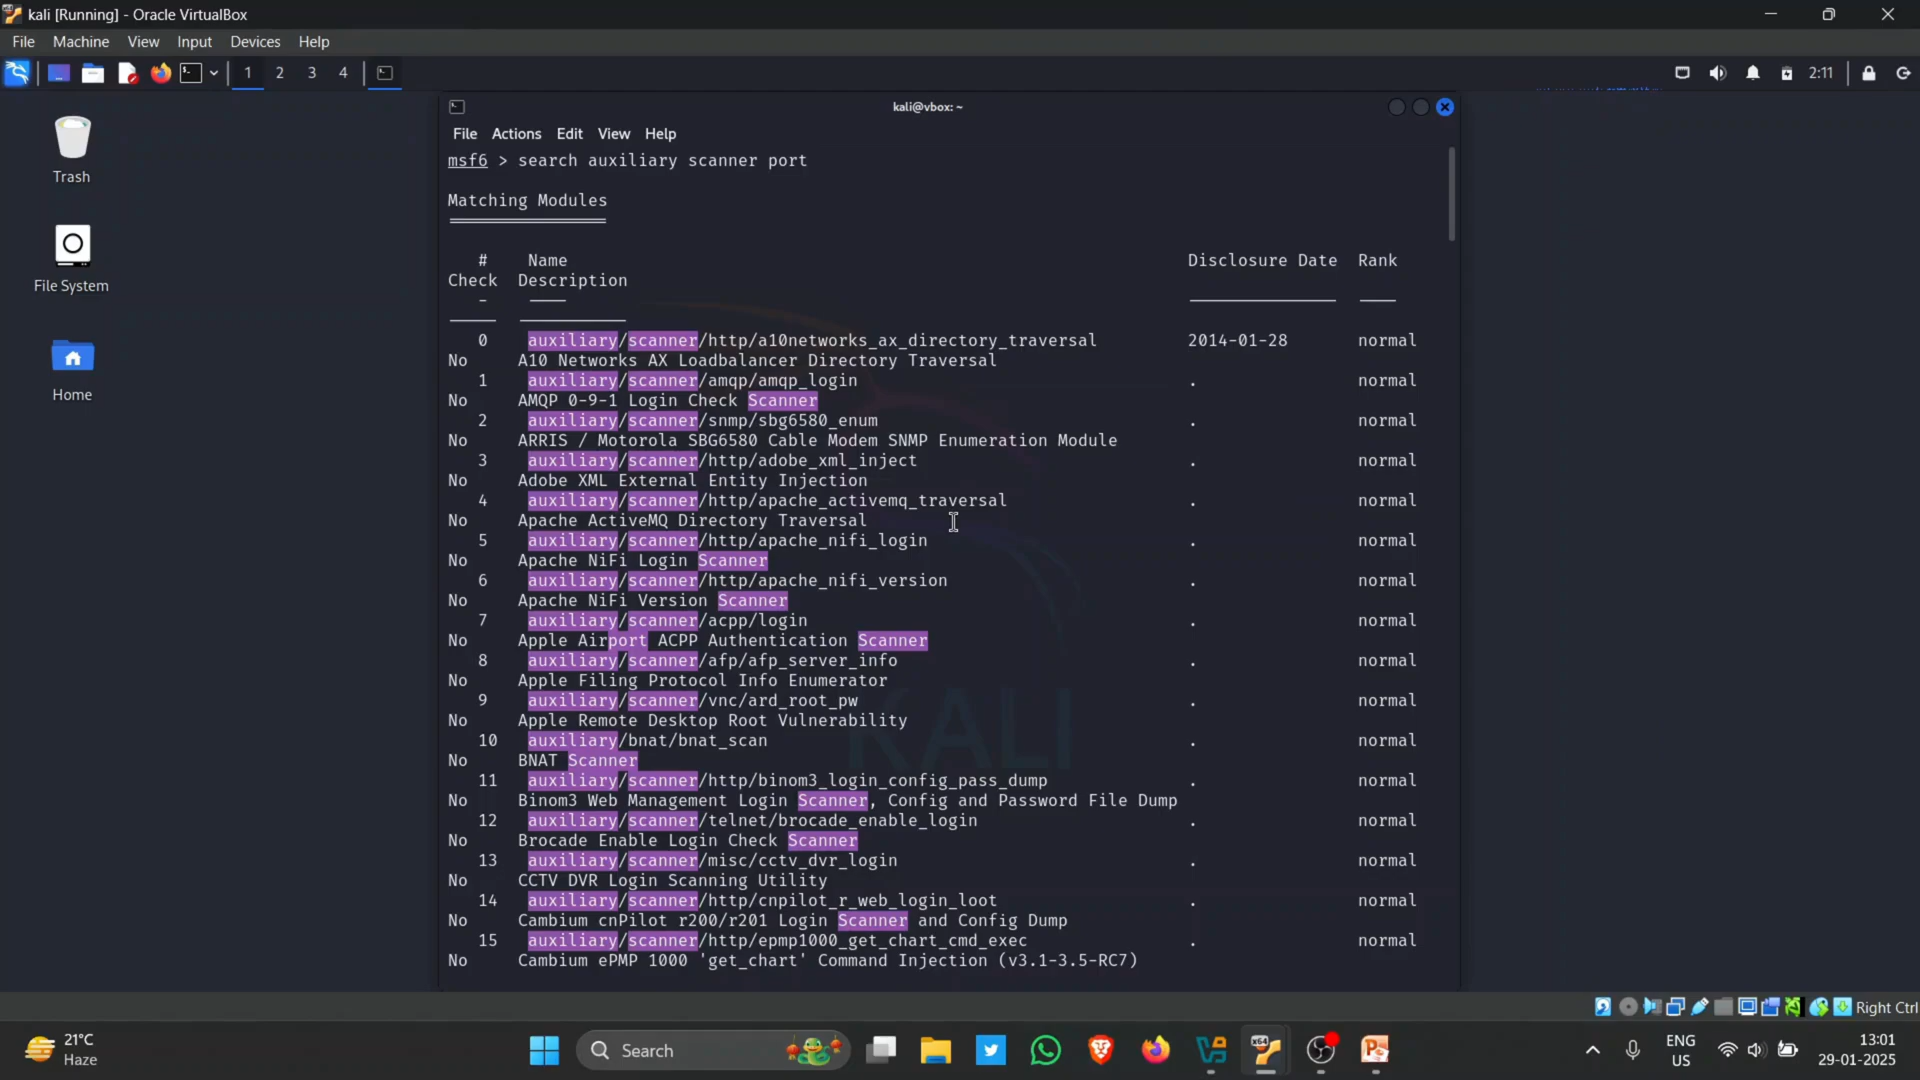 kali [Running] - Oracle VirtualBox
File Machine View Input Devices Help
1 2 3 4 2:11
Trash
File System
Home
kali@vbox: ~
File Actions Edit View Help
msf6 > search auxiliary scanner port
Matching Modules
# Name Disclosure Date Rank
Check Description
0 auxiliary/scanner/http/a10networks_ax_directory_traversal 2014-01-28 normal
No A10 Networks AX Loadbalancer Directory Traversal
1 auxiliary/scanner/amqp/amqp_login . normal
No AMQP 0-9-1 Login Check Scanner
2 auxiliary/scanner/snmp/sbg6580_enum . normal
No ARRIS / Motorola SBG6580 Cable Modem SNMP Enumeration Module
3 auxiliary/scanner/http/adobe_xml_inject . normal
No Adobe XML External Entity Injection
4 auxiliary/scanner/http/apache_activemq_traversal . normal
No Apache ActiveMQ Directory Traversal
5 auxiliary/scanner/http/apache_nifi_login . normal
No Apache NiFi Login Scanner
6 auxiliary/scanner/http/apache_nifi_version . normal
No Apache NiFi Version Scanner
7 auxiliary/scanner/acpp/login . normal
No Apple Airport ACPP Authentication Scanner
8 auxiliary/scanner/afp/afp_server_info . normal
No Apple Filing Protocol Info Enumerator
9 auxiliary/scanner/vnc/ard_root_pw . normal
No Apple Remote Desktop Root Vulnerability
10 auxiliary/bnat/bnat_scan . normal
No BNAT Scanner
11 auxiliary/scanner/http/binom3_login_config_pass_dump . normal
No Binom3 Web Management Login Scanner, Config and Password File Dump
12 auxiliary/scanner/telnet/brocade_enable_login . normal
No Brocade Enable Login Check Scanner
13 auxiliary/scanner/misc/cctv_dvr_login . normal
No CCTV DVR Login Scanning Utility
14 auxiliary/scanner/http/cnpilot_r_web_login_loot . normal
No Cambium cnPilot r200/r201 Login Scanner and Config Dump
15 auxiliary/scanner/http/epmp1000_get_chart_cmd_exec . normal
No Cambium ePMP 1000 'get_chart' Command Injection (v3.1-3.5-RC7)
KALI
Right Ctrl
21°C
Haze
Search
ENG
US
13:01
29-01-2025